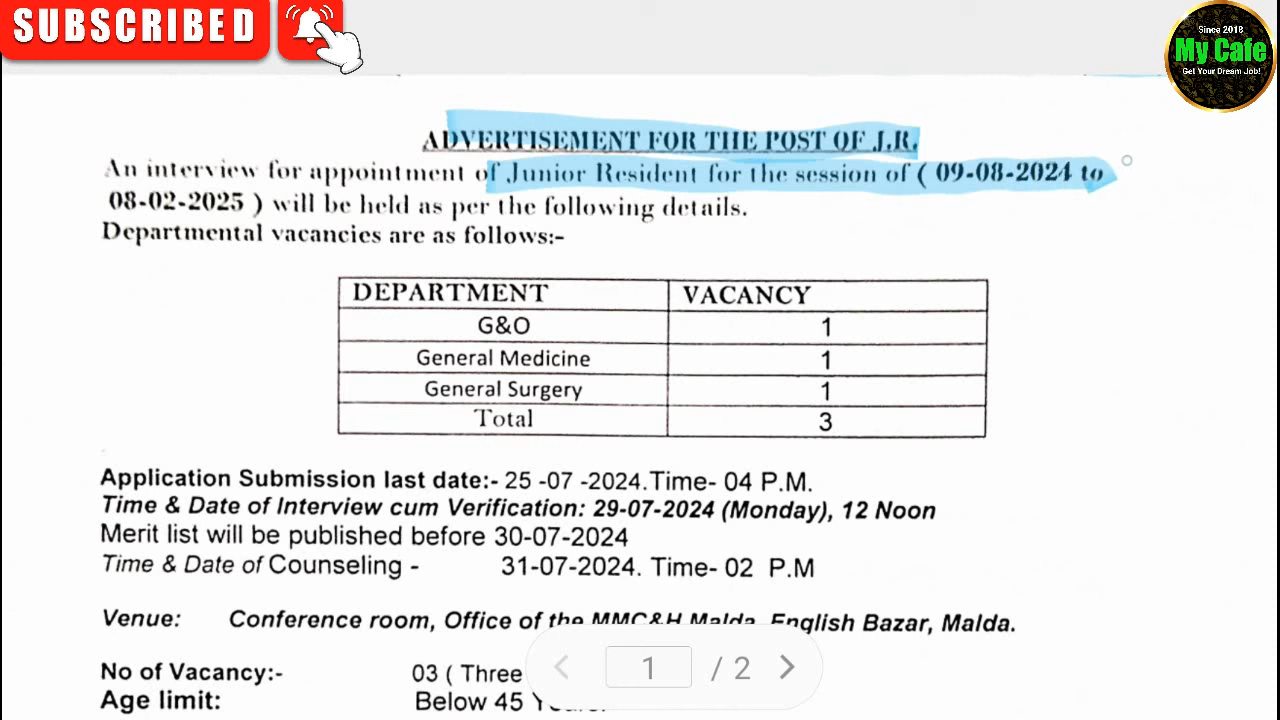 SUBSCRIBED
Since 2018
My Cafe
Get Your Dream Job!
ADVERTISEMENT FOR THE POST OF J.R.
An interview for appointment of Junior Resident for the session of ( 09-08-2024 to
08-02-2025 ) will be held as per the following details.
Departmental vacancies are as follows:-
DEPARTMENT VACANCY
G&O 1
General Medicine 1
General Surgery 1
Total 3
Application Submission last date:- 25 -07 -2024.Time- 04 P.M.
Time & Date of Interview cum Verification: 29-07-2024 (Monday), 12 Noon
Merit list will be published before 30-07-2024
Time & Date of Counseling - 31-07-2024. Time- 02 P.M
Venue: Conference room, Office of the MMC&H Malda, English Bazar, Malda.
No of Vacancy:- 03 ( Three
1 / 2
Age limit: Below 45